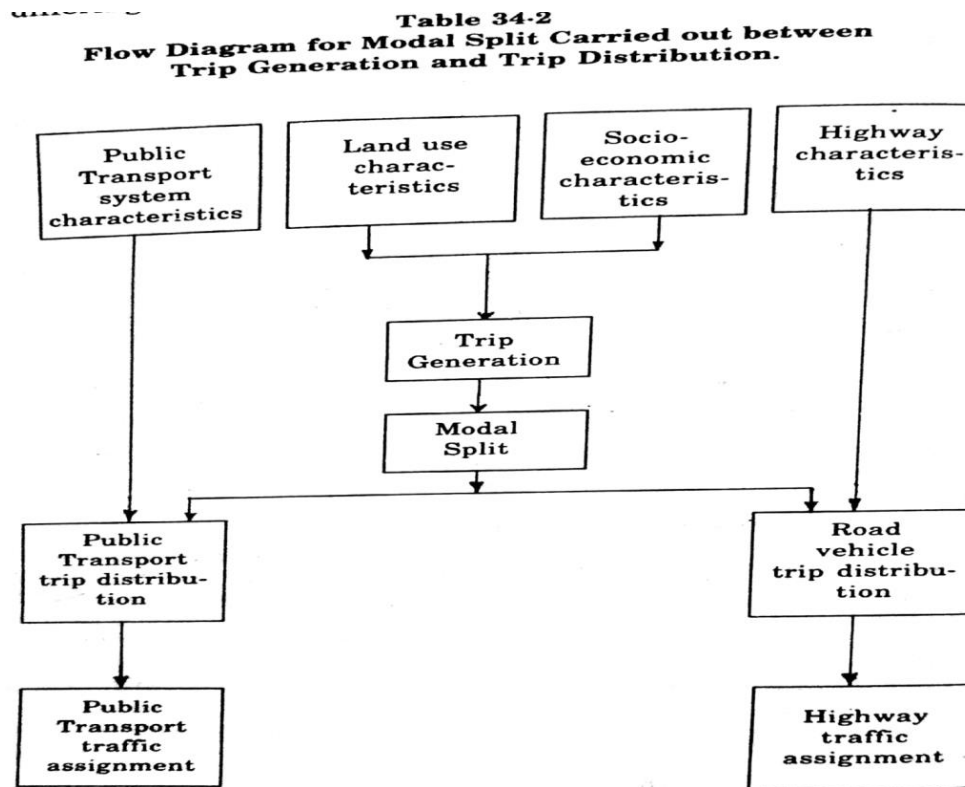 Table 34-2
Flow Diagram for Modal Split Carried out between
Trip Generation and Trip Distribution.
Public
Transport
system
characteristics
Land use
charac-
teristics
Socio-
economic
characteris-
tics
Highway
characteris-
tics
Trip
Generation
Modal
Split
Public
Transport
trip distribu-
tion
Road
vehicle
trip distribu-
tion
Public
Transport
traffic
assignment
Highway
traffic
assignment